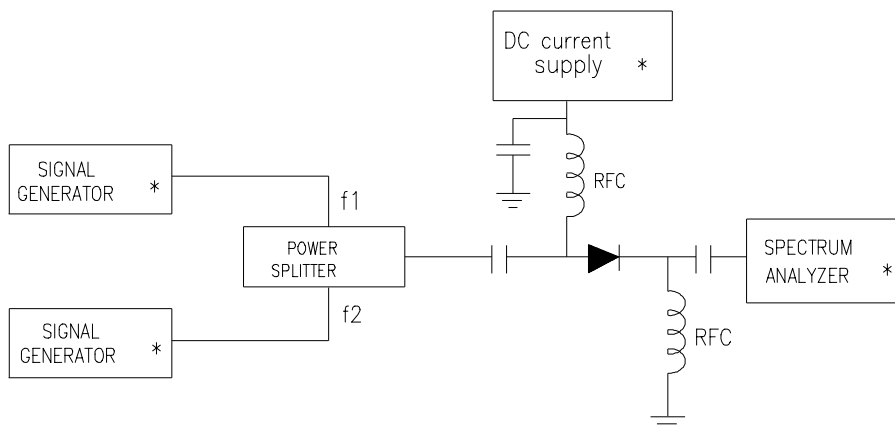 DC current
supply *
SIGNAL
GENERATOR *
f1
RFC
POWER
SPLITTER
SPECTRUM
ANALYZER *
f2
SIGNAL
GENERATOR *
RFC